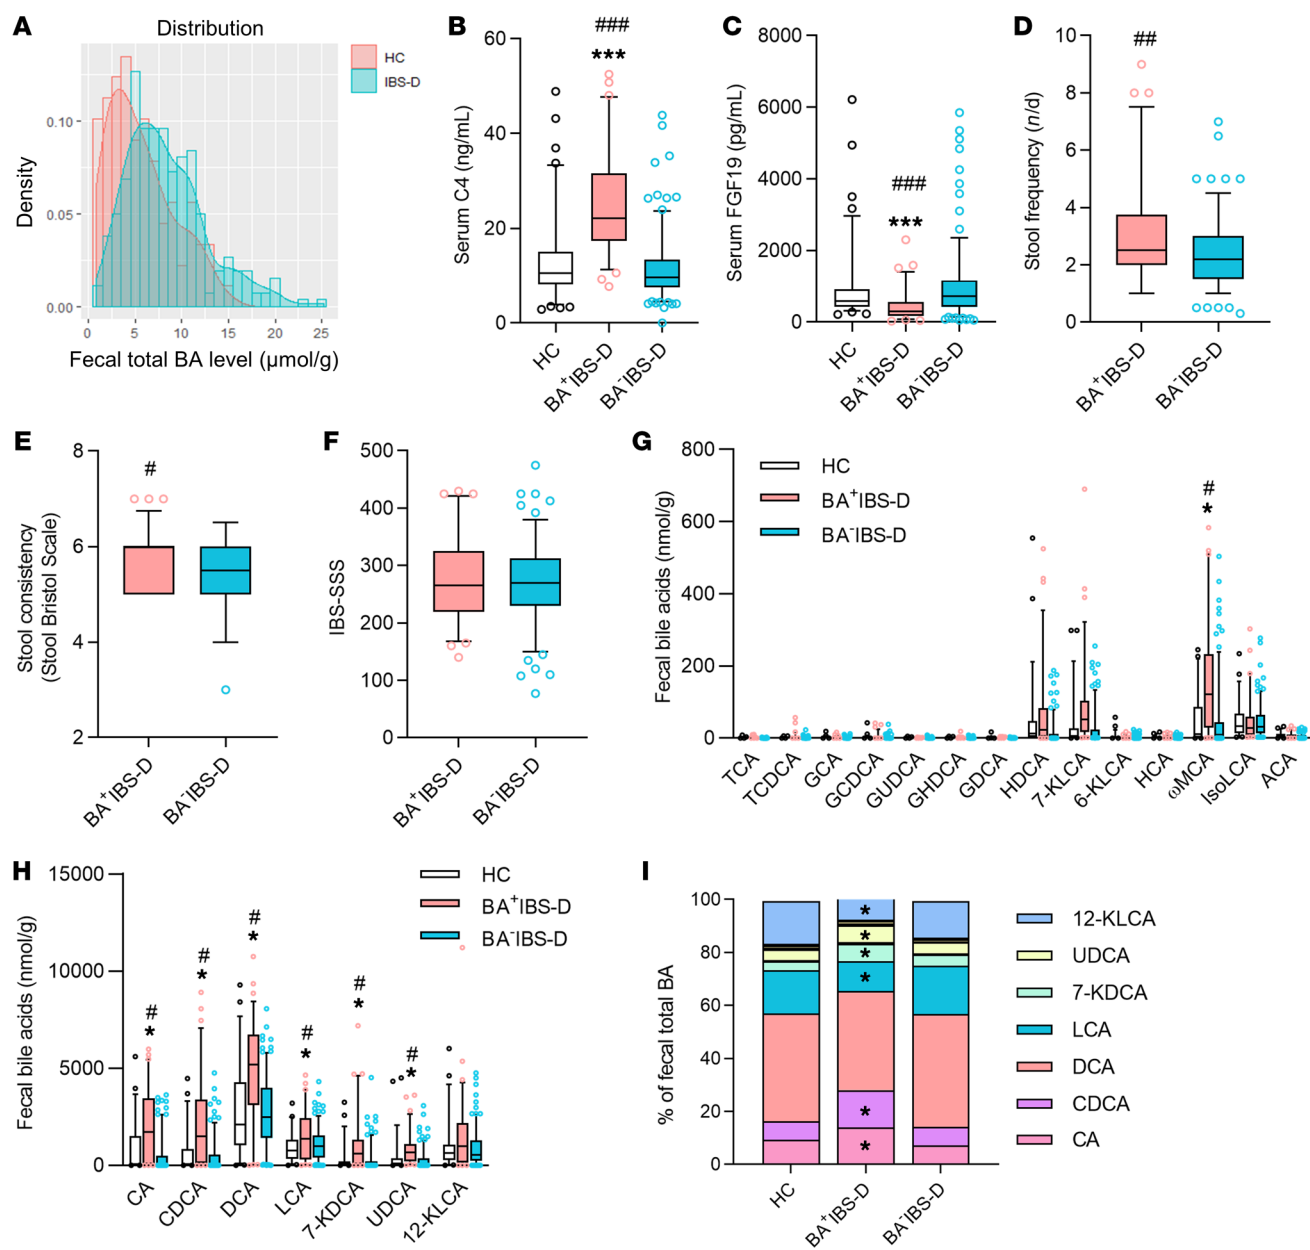 A
Distribution
HC
IBS-D
Density
0.10
0.05
0.00
0
5
10
15
20
25
Fecal total BA level (µmol/g)
B
###
***
Serum C4 (ng/mL)
60
40
20
0
HC
BA+IBS-D
BA-IBS-D
C
###
***
Serum FGF19 (pg/mL)
8000
6000
4000
2000
0
HC
BA+IBS-D
BA-IBS-D
D
##
Stool frequency (n/d)
10
8
6
4
2
0
BA+IBS-D
BA-IBS-D
E
#
Stool consistency
(Stool Bristol Scale)
8
6
4
2
BA+IBS-D
BA-IBS-D
F
IBS-SSS
500
400
300
200
100
0
BA+IBS-D
BA-IBS-D
G
HC
BA+IBS-D
BA-IBS-D
Fecal bile acids (nmol/g)
800
600
400
200
0
#
*
TCA
TCDCA
GCA
GCDCA
GUDCA
GHDCA
GDCA
HDCA
7-KLCA
6-KLCA
HCA
ωMCA
IsoLCA
ACA
H
HC
BA+IBS-D
BA-IBS-D
Fecal bile acids (nmol/g)
15000
10000
5000
0
#
*
#
*
#
*
#
*
#
*
#
*
CA
CDCA
DCA
LCA
7-KDCA
UDCA
12-KLCA
I
% of fecal total BA
100
80
60
40
20
0
*
*
*
*
*
*
HC
BA+IBS-D
BA-IBS-D
12-KLCA
UDCA
7-KDCA
LCA
DCA
CDCA
CA